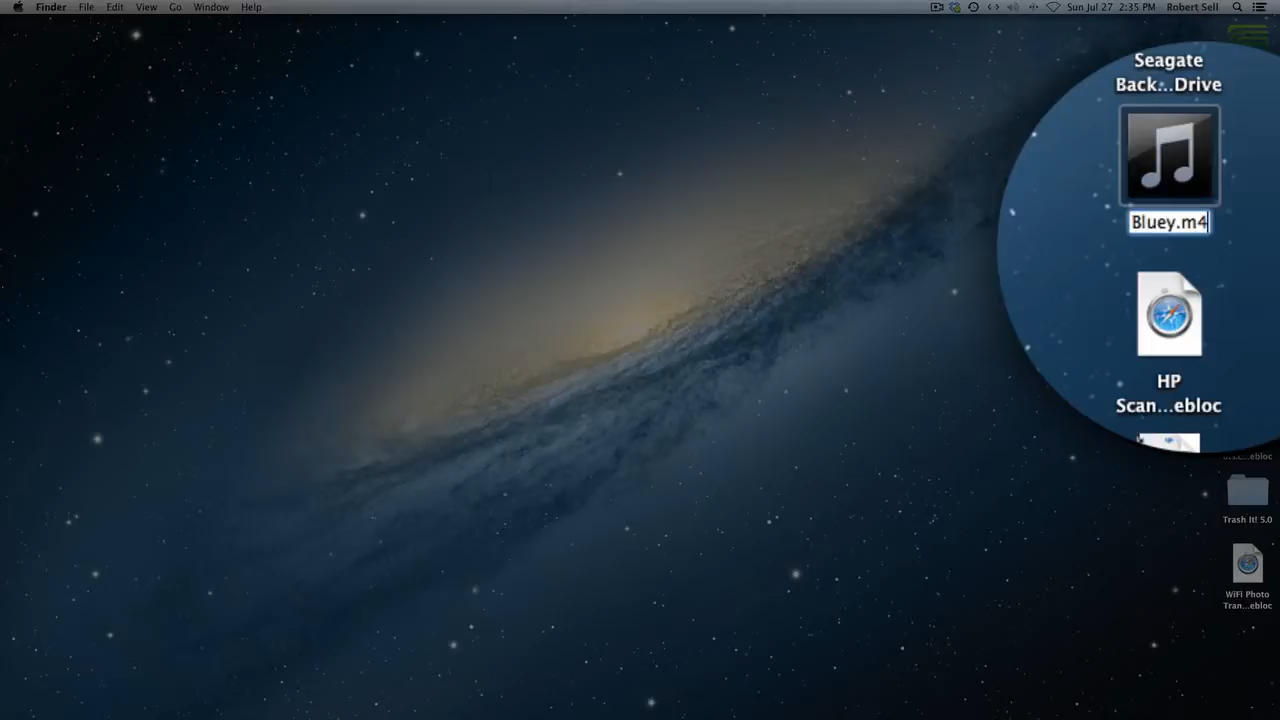 Finder File Edit View Go Window Help
Sun Jul 27 2:35 PM Robert Sell
Seagate
Back...Drive
Bluey.m4
HP
Scan...ebloc
Trash It! 5.0
WiFi Photo
Tran...ebloc